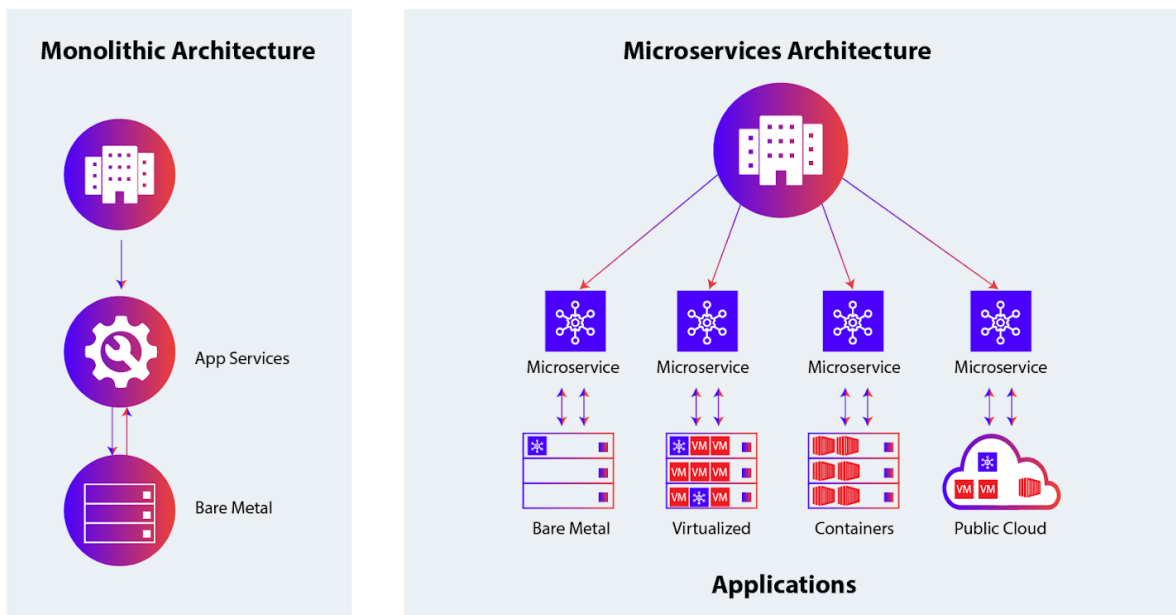 Monolithic Architecture
App Services
Bare Metal
Microservices Architecture
Microservice Microservice Microservice Microservice
VM VM
VM VM VM
VM VM
VM VM
Bare Metal Virtualized Containers Public Cloud
Applications